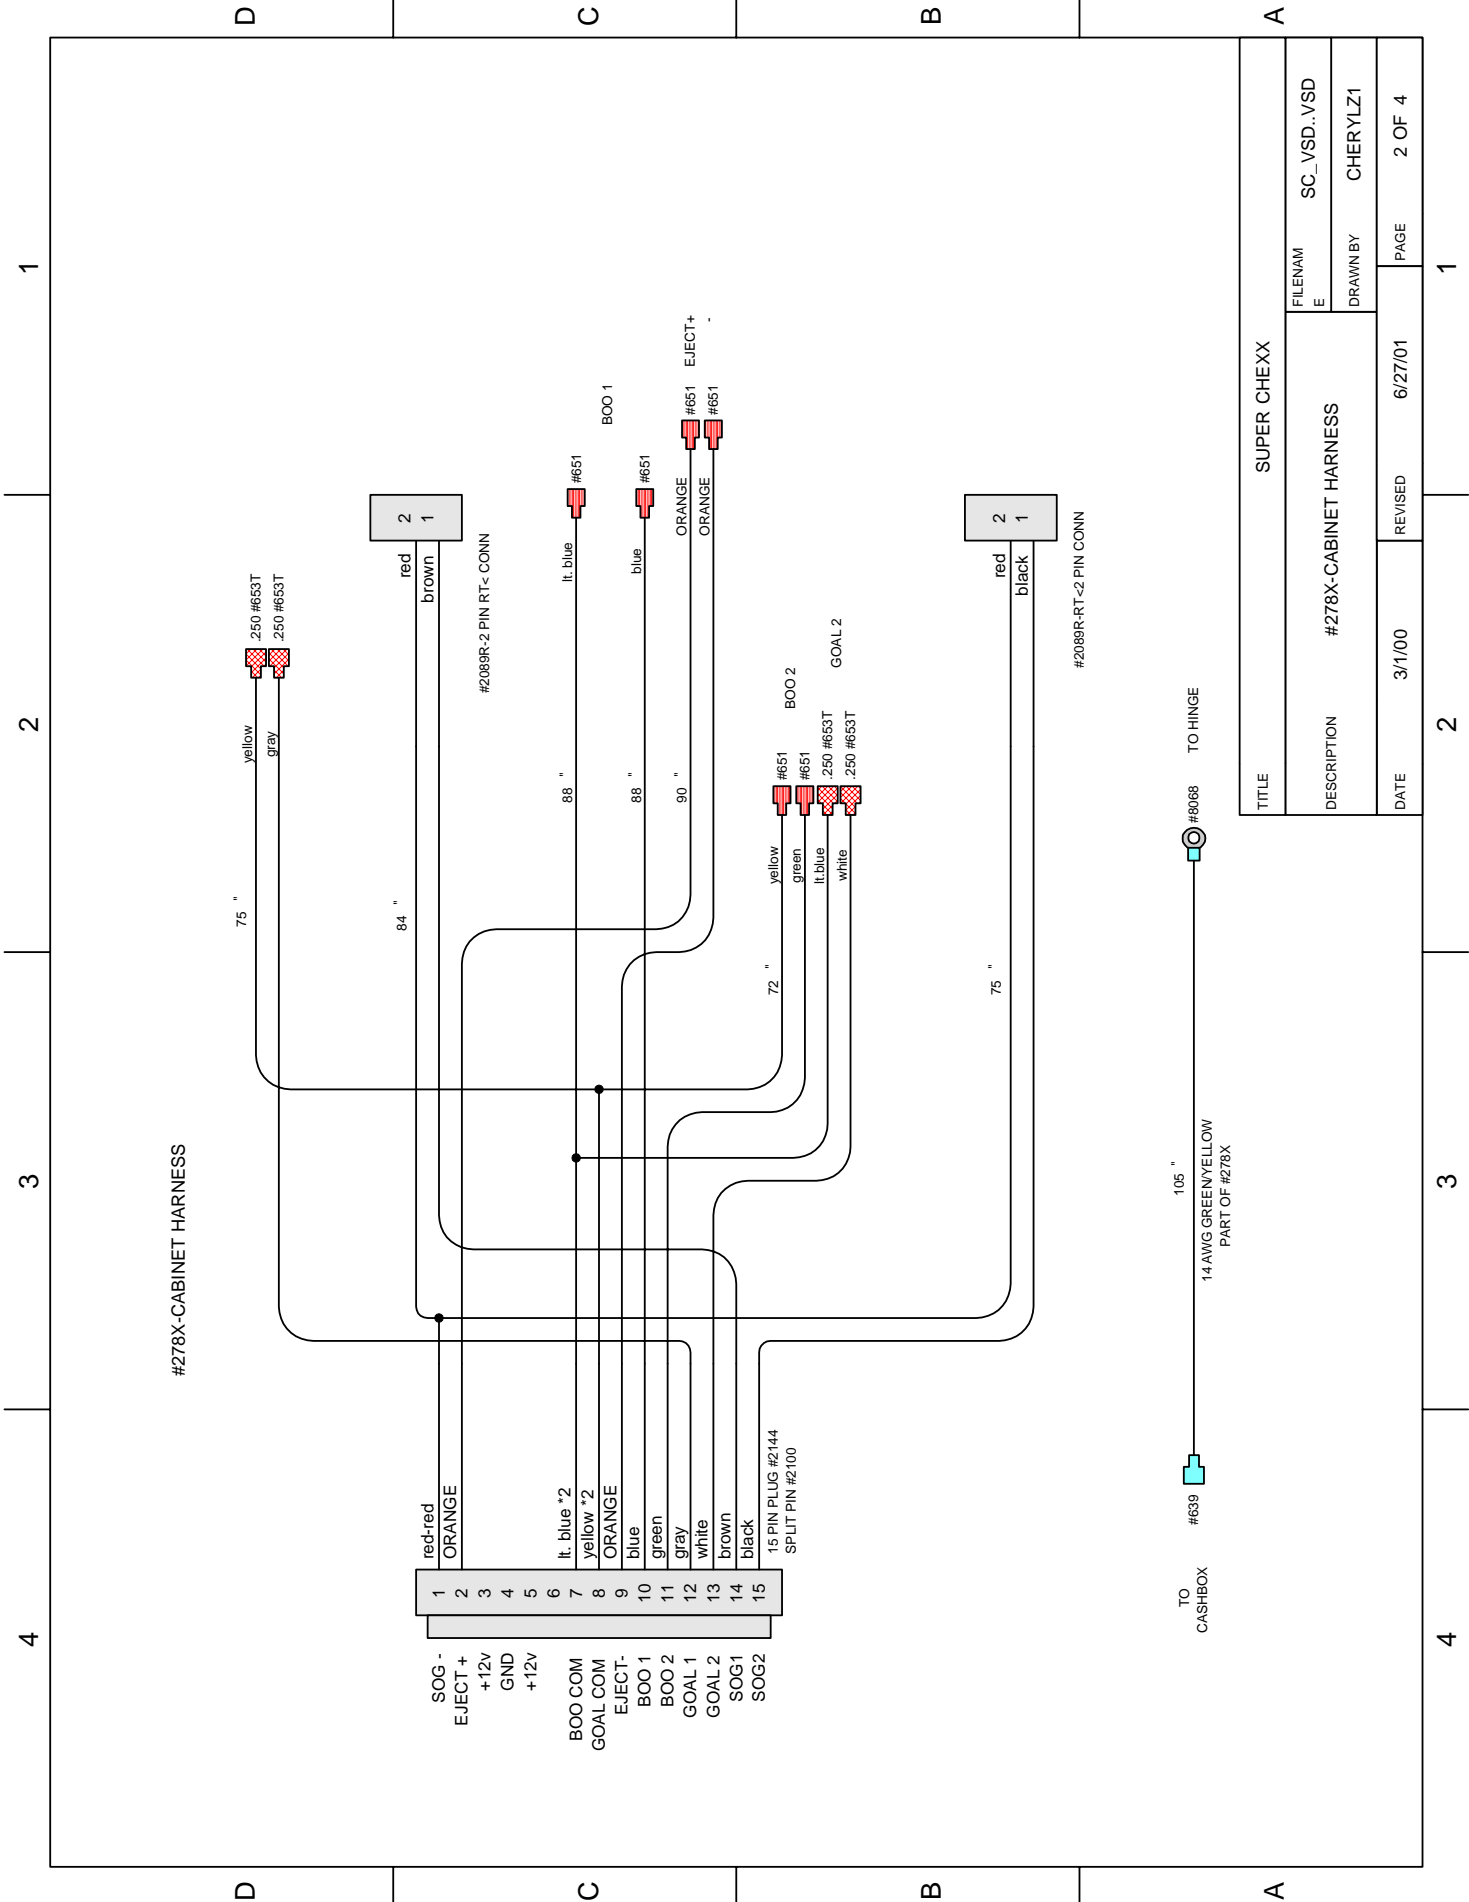 4
3
2
1
D
D
C
C
B
B
A
A
#278X-CABINET HARNESS
75 "
yellow
gray
.250 #653T
.250 #653T
84 "
red
brown
2
1
#2089R-2 PIN RT< CONN
SOG -
EJECT +
+12v
GND
+12v
BOO COM
GOAL COM
EJECT-
BOO 1
BOO 2
GOAL 1
GOAL 2
SOG1
SOG2
1
2
3
4
5
6
7
8
9
10
11
12
13
14
15
red-red
ORANGE
lt. blue *2
yellow *2
ORANGE
blue
green
gray
white
brown
black
15 PIN PLUG #2144
SPLIT PIN #2100
88 "
lt. blue
#651
BOO 1
88 "
blue
#651
90 "
ORANGE
ORANGE
#651
#651
EJECT+
-
72 "
yellow
green
lt.blue
white
#651
#651
.250 #653T
.250 #653T
BOO 2
GOAL 2
75 "
red
black
2
1
#2089R-RT<2 PIN CONN
TO
CASHBOX
#639
105 "
14 AWG GREEN/YELLOW
PART OF #278X
#8068
TO HINGE
TITLE
SUPER CHEXX
DESCRIPTION
#278X-CABINET HARNESS
FILENAM
E
SC_VSD..VSD
DRAWN BY
CHERYLZ1
DATE
3/1/00
REVISED
6/27/01
PAGE
2 OF 4
4
3
2
1